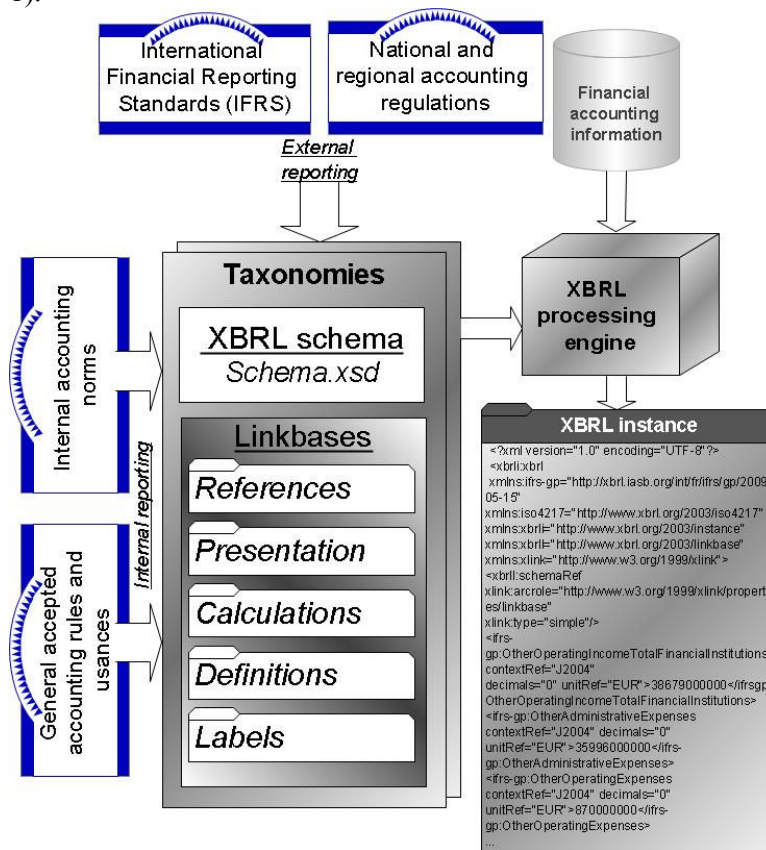 International
Financial Reporting
Standards (IFRS)
National and
regional accounting
regulations
Financial
accounting
information
External
reporting
Internal accounting
norms
Internal reporting
General accepted
accounting rules and
usances
Taxonomies
XBRL schema
Schema.xsd
Linkbases
References
Presentation
Calculations
Definitions
Labels
XBRL
processing
engine
XBRL instance
<?xml version="1.0" encoding="UTF-8"?>
<xbrli:xbrl
xmlns:ifrs-gp="http://xbrl.iasb.org/int/fr/ifrs/gp/2009
05-15"
xmlns:iso4217="http://www.xbrl.org/2003/iso4217"
xmlns:xbrli="http://www.xbrl.org/2003/instance"
xmlns:xbrll="http://www.xbrl.org/2003/linkbase"
xmlns:xlink="http://www.w3.org/1999/xlink">
<xbrll:schemaRef
xlink:arcrole="http://www.w3.org/1999/xlink/propert
es/linkbase"
xlink:type="simple"/>
<ifrs-
gp:OtherOperatingIncomeTotalFinancialInstitutions
contextRef="J2004"
decimals="0" unitRef="EUR">38679000000</ifrsgp
OtherOperatingIncomeTotalFinancialInstitutions>
<ifrs-gp:OtherAdministrativeExpenses
contextRef="J2004" decimals="0"
unitRef="EUR">35996000000</ifrs-
gp:OtherAdministrativeExpenses>
<ifrs-gp:OtherOperatingExpenses
contextRef="J2004" decimals="0"
unitRef="EUR">870000000</ifrs-
gp:OtherOperatingExpenses>
...